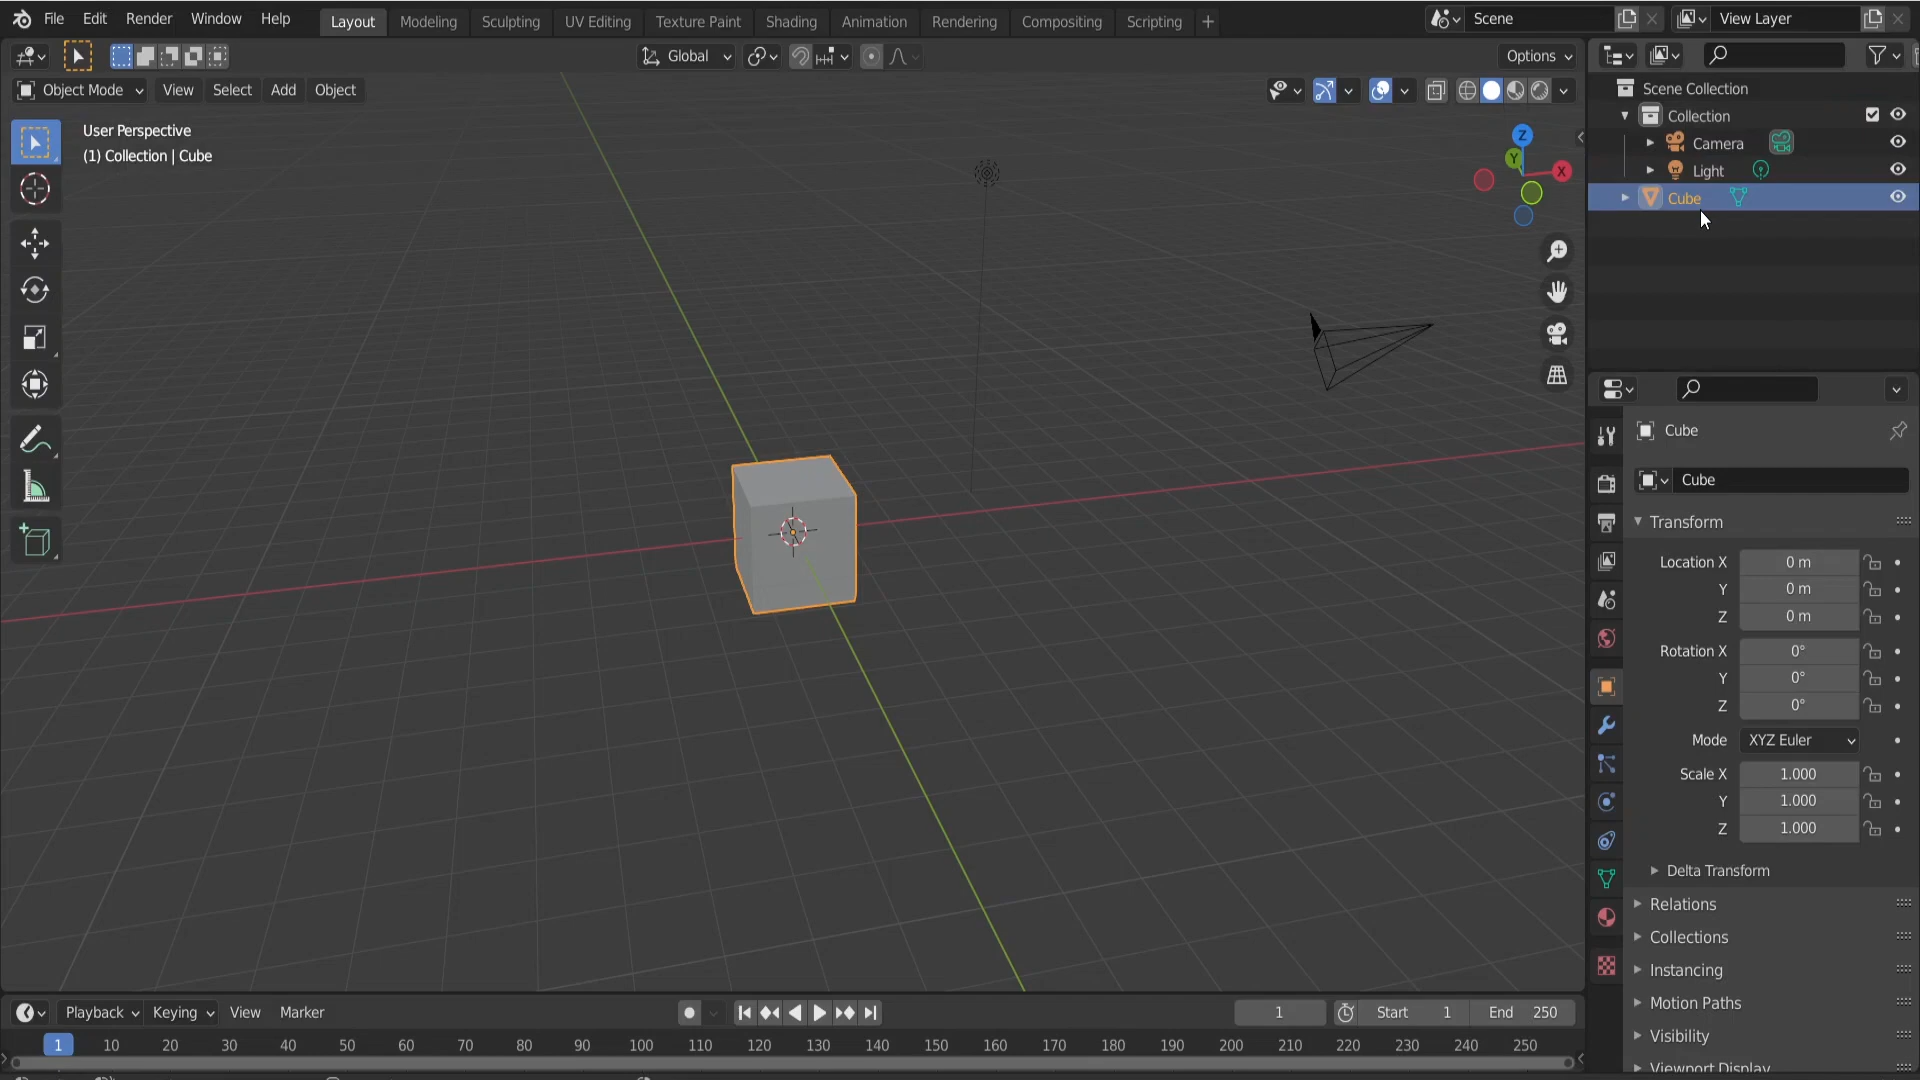 File Edit Render Window Help Layout Modeling Sculpting UV Editing Texture Paint Shading Animation Rendering Compositing Scripting + Scene View Layer
Global Options
Object Mode View Select Add Object
User Perspective
(1) Collection | Cube
Z
Y
X
Scene Collection
Collection
Camera
Light
Cube
Cube
Cube
Transform
Location X 0 m
Y 0 m
Z 0 m
Rotation X 0°
Y 0°
Z 0°
Mode XYZ Euler
Scale X 1.000
Y 1.000
Z 1.000
Delta Transform
Relations
Collections
Instancing
Motion Paths
Visibility
Viewport Display
Playback Keying View Marker 1 Start 1 End 250
1 10 20 30 40 50 60 70 80 90 100 110 120 130 140 150 160 170 180 190 200 210 220 230 240 250